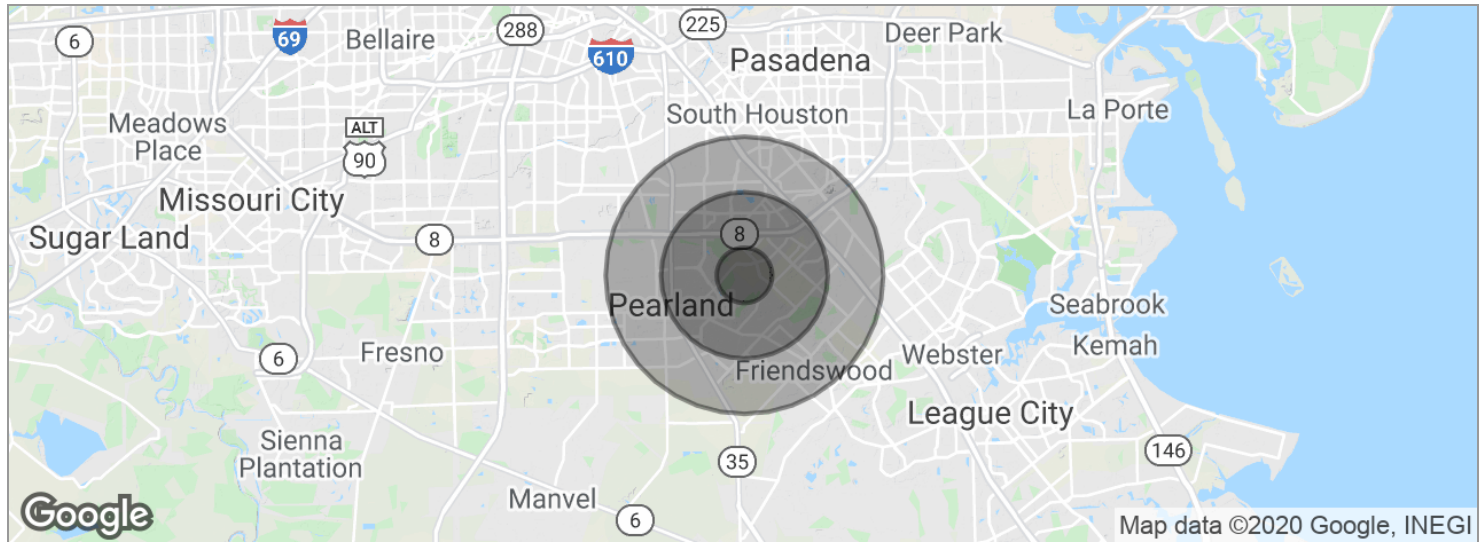 6
69
Bellaire
288
225
Deer Park
610
Pasadena
La Porte
South Houston
Meadows
Place
ALT
90
Missouri City
Sugar Land
8
8
Pearland
Seabrook
Kemah
6
Fresno
Webster
Friendswood
League City
Sienna
Plantation
35
146
Manvel
6
Google
Map data ©2020 Google, INEGI